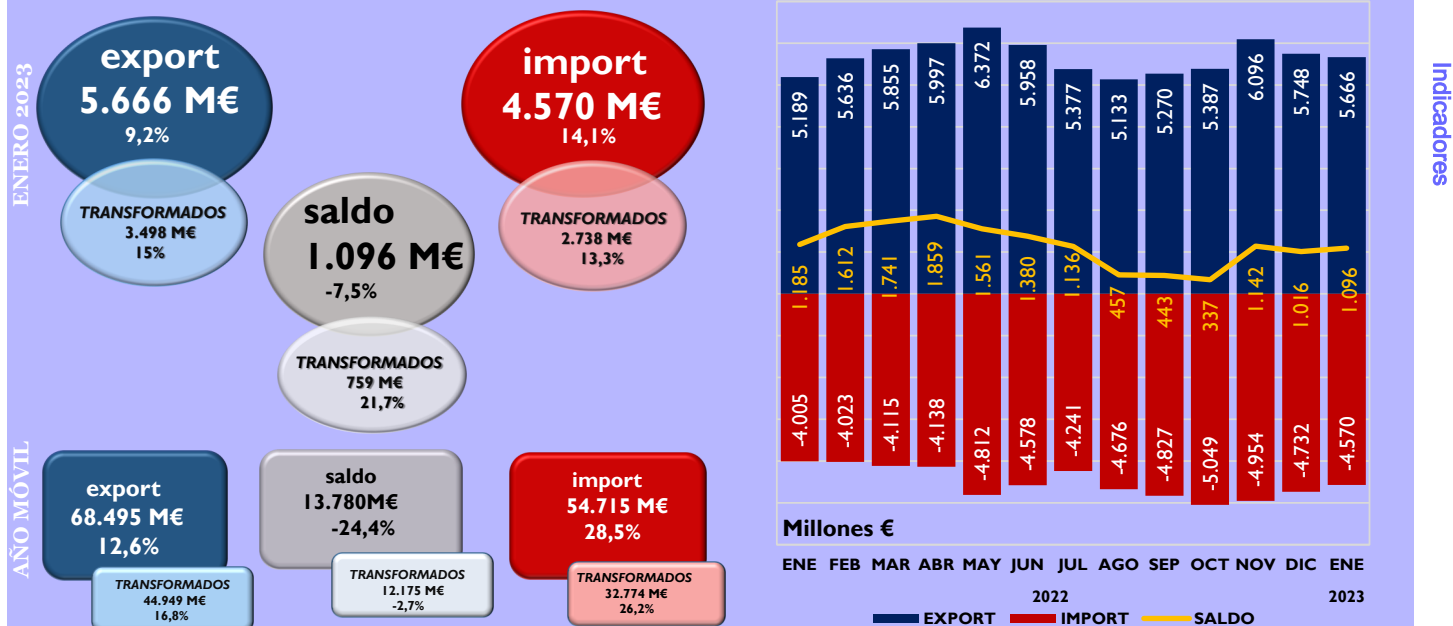 ENERO 2023
export
5.666 M€
9,2%
TRANSFORMADOS
3.498 M€
15%
saldo
1.096 M€
-7,5%
TRANSFORMADOS
759 M€
21,7%
import
4.570 M€
14,1%
TRANSFORMADOS
2.738 M€
13,3%
AÑO MÓVIL
export
68.495 M€
12,6%
TRANSFORMADOS
44.949 M€
16,8%
saldo
13.780M€
-24,4%
TRANSFORMADOS
12.175 M€
-2,7%
import
54.715 M€
28,5%
TRANSFORMADOS
32.774 M€
26,2%
5.189 5.636 5.855 5.997 6.372 5.958 5.377 5.133 5.270 5.387 6.096 5.748 5.666
1.185 1.612 1.741 1.859 1.561 1.380 1.136 457 443 337 1.142 1.016 1.096
-4.005 -4.023 -4.115 -4.138 -4.812 -4.578 -4.241 -4.676 -4.827 -5.049 -4.954 -4.732 -4.570
Millones €
ENE FEB MAR ABR MAY JUN JUL AGO SEP OCT NOV DIC ENE
2022 2023
EXPORT IMPORT SALDO
Indicadores